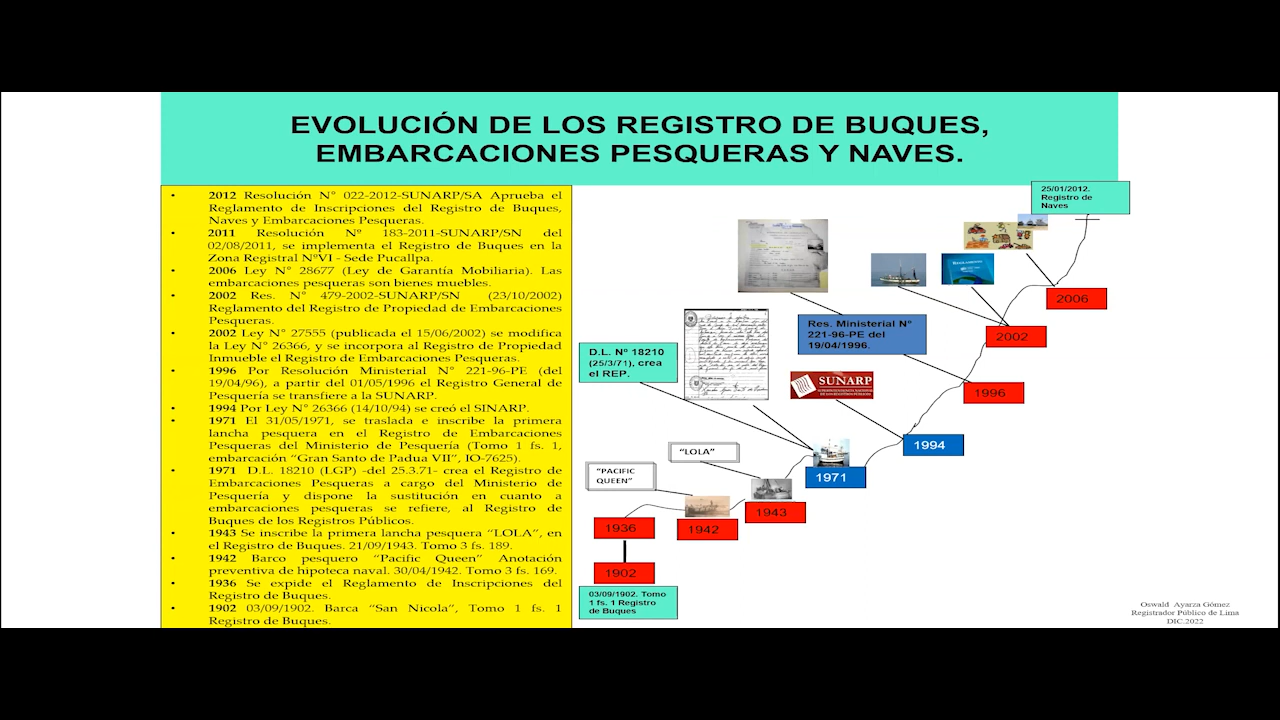 EVOLUCIÓN DE LOS REGISTRO DE BUQUES,
EMBARCACIONES PESQUERAS Y NAVES.
• 2012 Resolución N° 022-2012-SUNARP/SA Aprueba el
Reglamento de Inscripciones del Registro de Buques,
Naves y Embarcaciones Pesqueras.
• 2011 Resolución Nº 183-2011-SUNARP/SN del
02/08/2011, se implementa el Registro de Buques en la
Zona Registral NºVI - Sede Pucallpa.
• 2006 Ley N° 28677 (Ley de Garantía Mobiliaria). Las
embarcaciones pesqueras son bienes muebles.
• 2002 Res. N° 479-2002-SUNARP/SN (23/10/2002)
Reglamento del Registro de Propiedad de Embarcaciones
Pesqueras.
• 2002 Ley N° 27555 (publicada el 15/06/2002) se modifica
la Ley N° 26366, y se incorpora al Registro de Propiedad
Inmueble el Registro de Embarcaciones Pesqueras.
• 1996 Por Resolución Ministerial N° 221-96-PE (del
19/04/96), a partir del 01/05/1996 el Registro General de
Pesquería se transfiere a la SUNARP.
• 1994 Por Ley N° 26366 (14/10/94) se creó el SINARP.
• 1971 El 31/05/1971, se traslada e inscribe la primera
lancha pesquera en el Registro de Embarcaciones
Pesqueras del Ministerio de Pesquería (Tomo 1 fs. 1,
embarcación “Gran Santo de Padua VII”, IO-7625).
• 1971 D.L. 18210 (LGP) -del 25.3.71- crea el Registro de
Embarcaciones Pesqueras a cargo del Ministerio de
Pesquería y dispone la sustitución en cuanto a
embarcaciones pesqueras se refiere, al Registro de
Buques de los Registros Públicos.
• 1943 Se inscribe la primera lancha pesquera “LOLA”, en
el Registro de Buques. 21/09/1943. Tomo 3 fs. 189.
• 1942 Barco pesquero “Pacific Queen” Anotación
preventiva de hipoteca naval. 30/04/1942. Tomo 3 fs. 169.
• 1936 Se expide el Reglamento de Inscripciones del
Registro de Buques.
• 1902 03/09/1902. Barca “San Nicola”, Tomo 1 fs. 1
Registro de Buques.
25/01/2012.
Registro de
Naves
2006
2002
Res. Ministerial N°
221-96-PE del
19/04/1996.
1996
D.L. Nº 18210
(25/3/71), crea
el REP.
SUNARP
1994
“LOLA”
“PACIFIC
QUEEN”
1971
1943
1942
1936
1902
03/09/1902. Tomo
1 fs. 1 Registro
de Buques
Oswald Ayarza Gómez
Registrador Público de Lima
DIC.2022